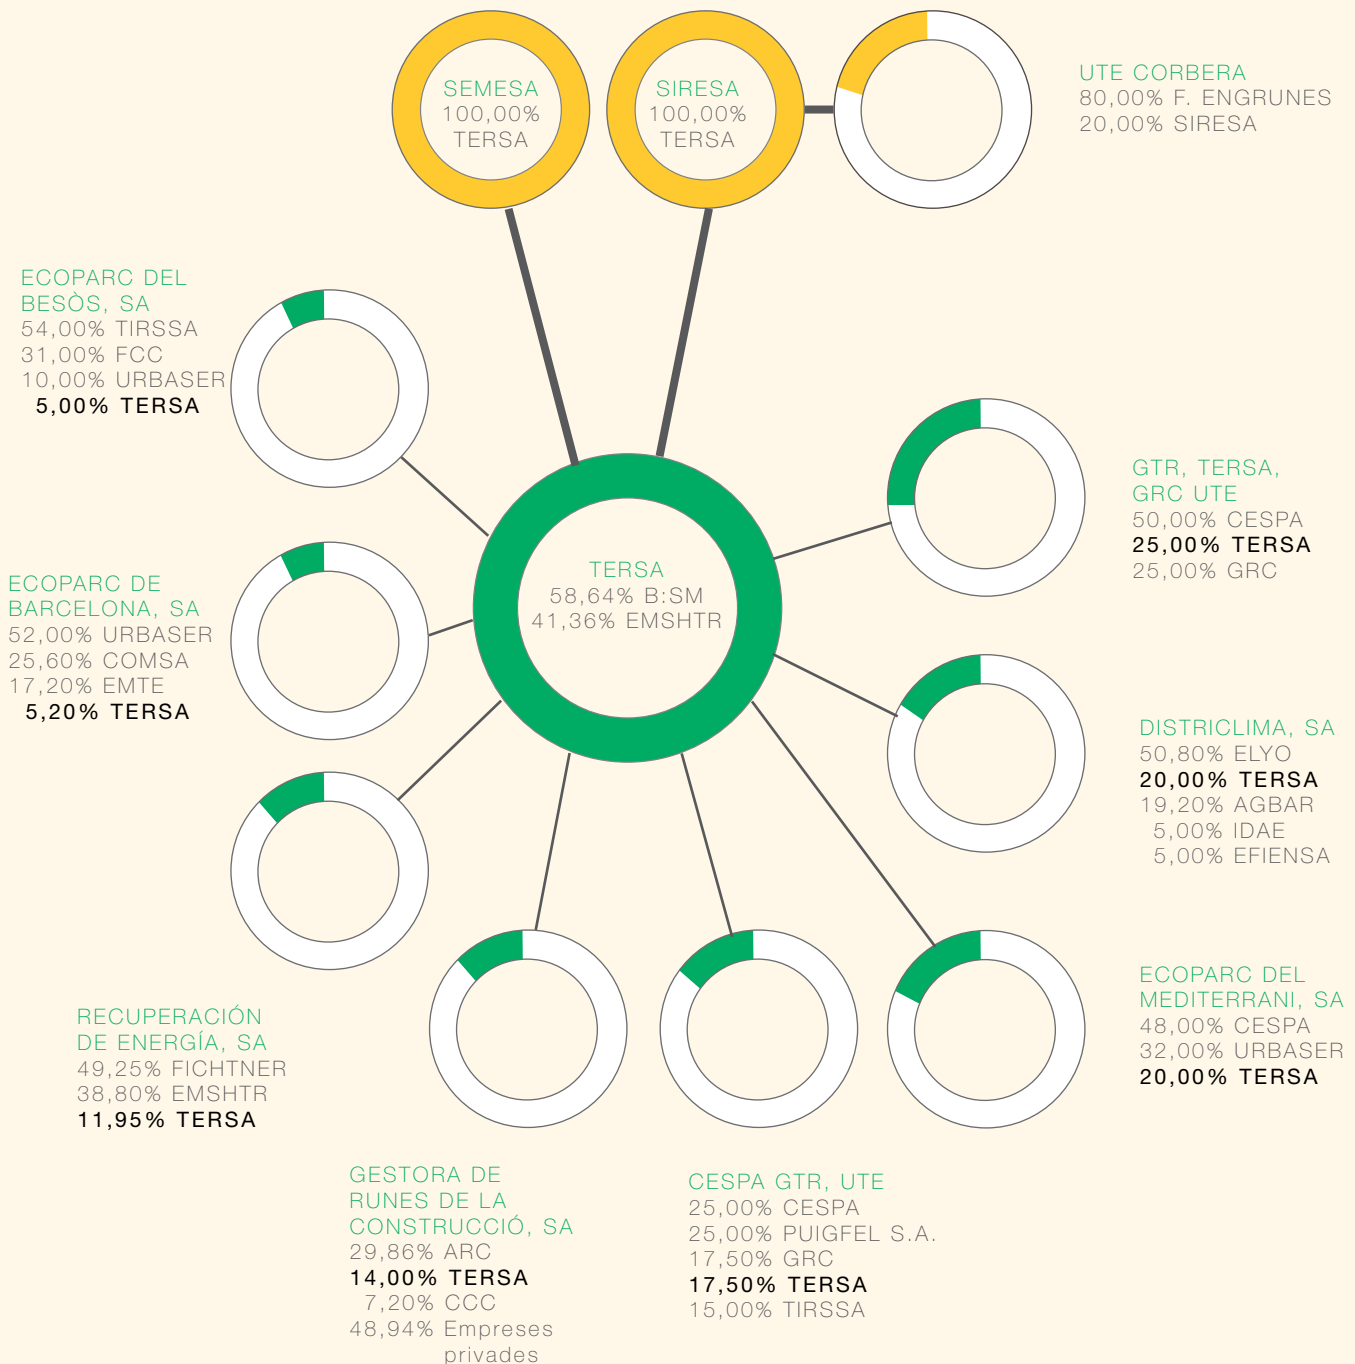 SEMESA
100,00%
TERSA
SIRESA
100,00%
TERSA
UTE CORBERA
80,00% F. ENGRUNES
20,00% SIRESA
ECOPARC DEL
BESÒS, SA
54,00% TIRSSA
31,00% FCC
10,00% URBASER
5,00% TERSA
GTR, TERSA,
GRC UTE
50,00% CESPA
25,00% TERSA
25,00% GRC
TERSA
58,64% B:SM
41,36% EMSHTR
ECOPARC DE
BARCELONA, SA
52,00% URBASER
25,60% COMSA
17,20% EMTE
5,20% TERSA
DISTRICLIMA, SA
50,80% ELYO
20,00% TERSA
19,20% AGBAR
5,00% IDAE
5,00% EFIENSA
ECOPARC DEL
MEDITERRANI, SA
48,00% CESPA
32,00% URBASER
20,00% TERSA
RECUPERACIÓN
DE ENERGÍA, SA
49,25% FICHTNER
38,80% EMSHTR
11,95% TERSA
GESTORA DE
RUNES DE LA
CONSTRUCCIÓ, SA
29,86% ARC
14,00% TERSA
7,20% CCC
48,94% Empreses
privades
CESPA GTR, UTE
25,00% CESPA
25,00% PUIGFEL S.A.
17,50% GRC
17,50% TERSA
15,00% TIRSSA